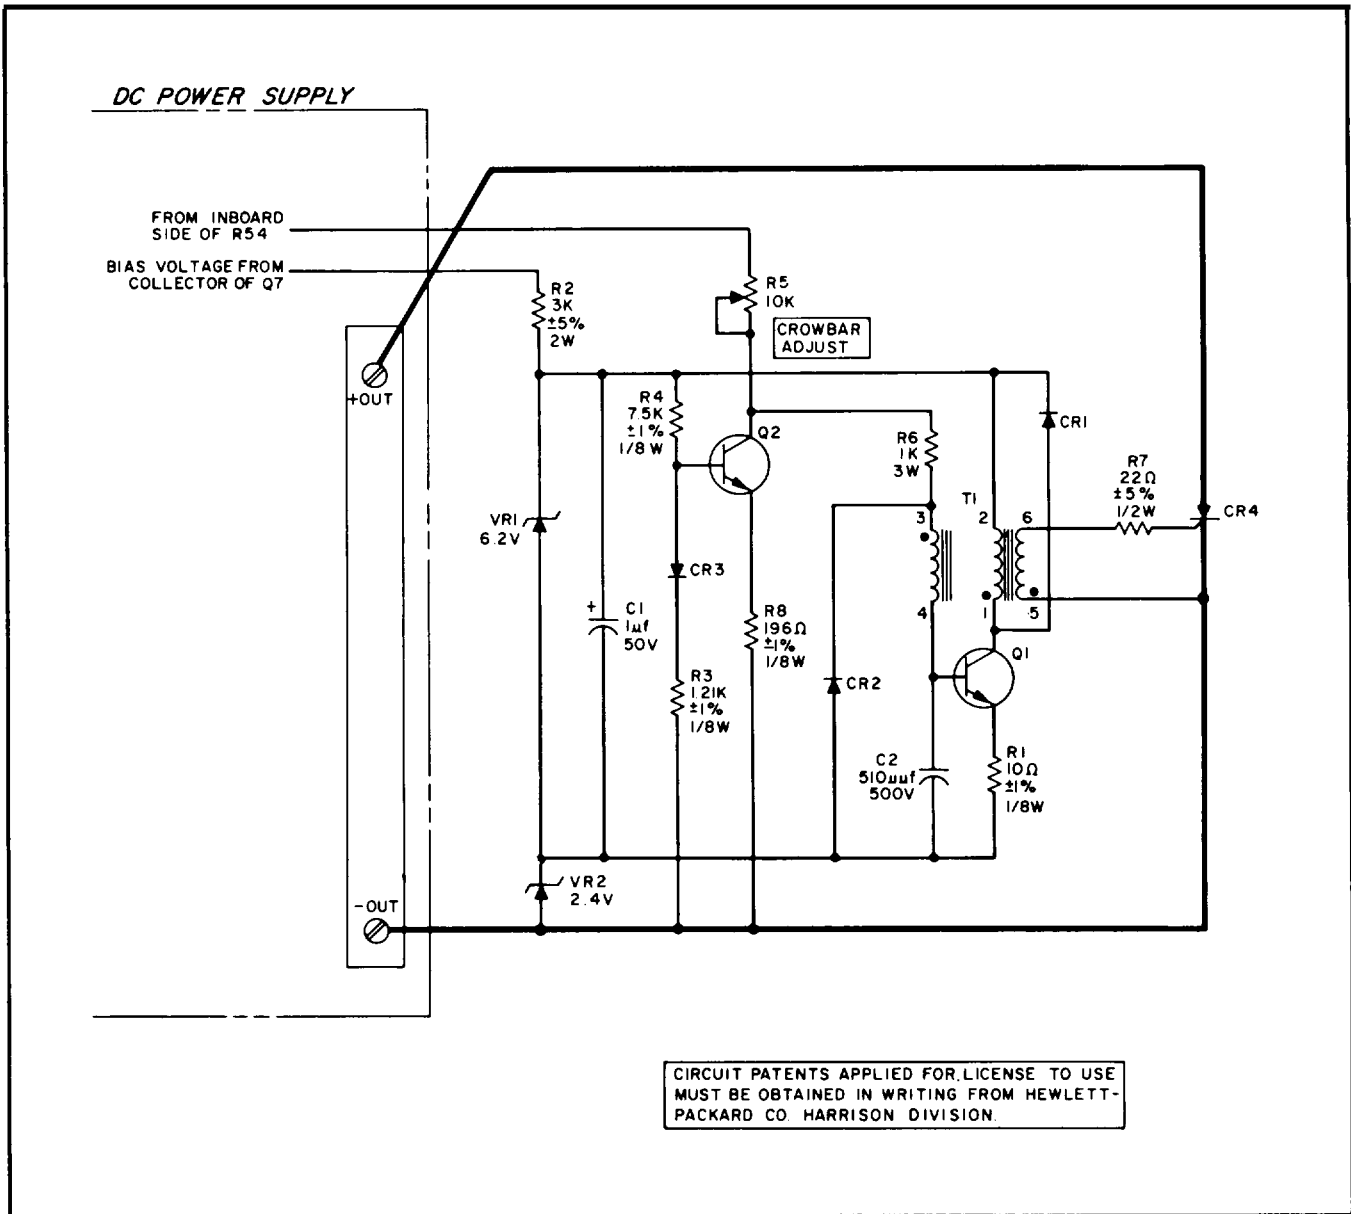 DC POWER SUPPLY
FROM INBOARD
SIDE OF R54
BIAS VOLTAGE FROM
COLLECTOR OF Q7
R2
3K
±5%
2W
R5
10K
CROWBAR
ADJUST
+OUT
R4
7.5K
±1%
1/8 W
Q2
R6
1K
3W
CR1
R7
22Ω
±5%
1/2W
CR4
T1
3
2
6
4
1
5
VR1
6.2V
CR3
+
C1
1µf
50V
R8
196Ω
±1%
1/8W
Q1
R3
1.21K
±1%
1/8W
CR2
C2
510µµf
500V
R1
10Ω
±1%
1/8W
VR2
2.4V
-OUT
CIRCUIT PATENTS APPLIED FOR. LICENSE TO USE
MUST BE OBTAINED IN WRITING FROM HEWLETT-
PACKARD CO. HARRISON DIVISION.